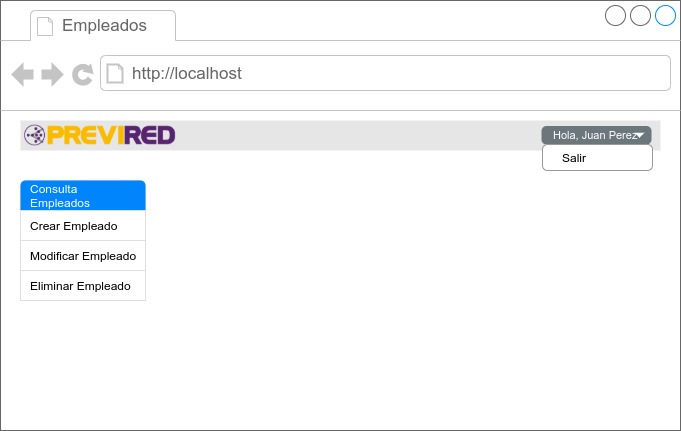 Empleados
http://localhost
PREVIRED
Hola, Juan Perez
Salir
Consulta
Empleados
Crear Empleado
Modificar Empleado
Eliminar Empleado